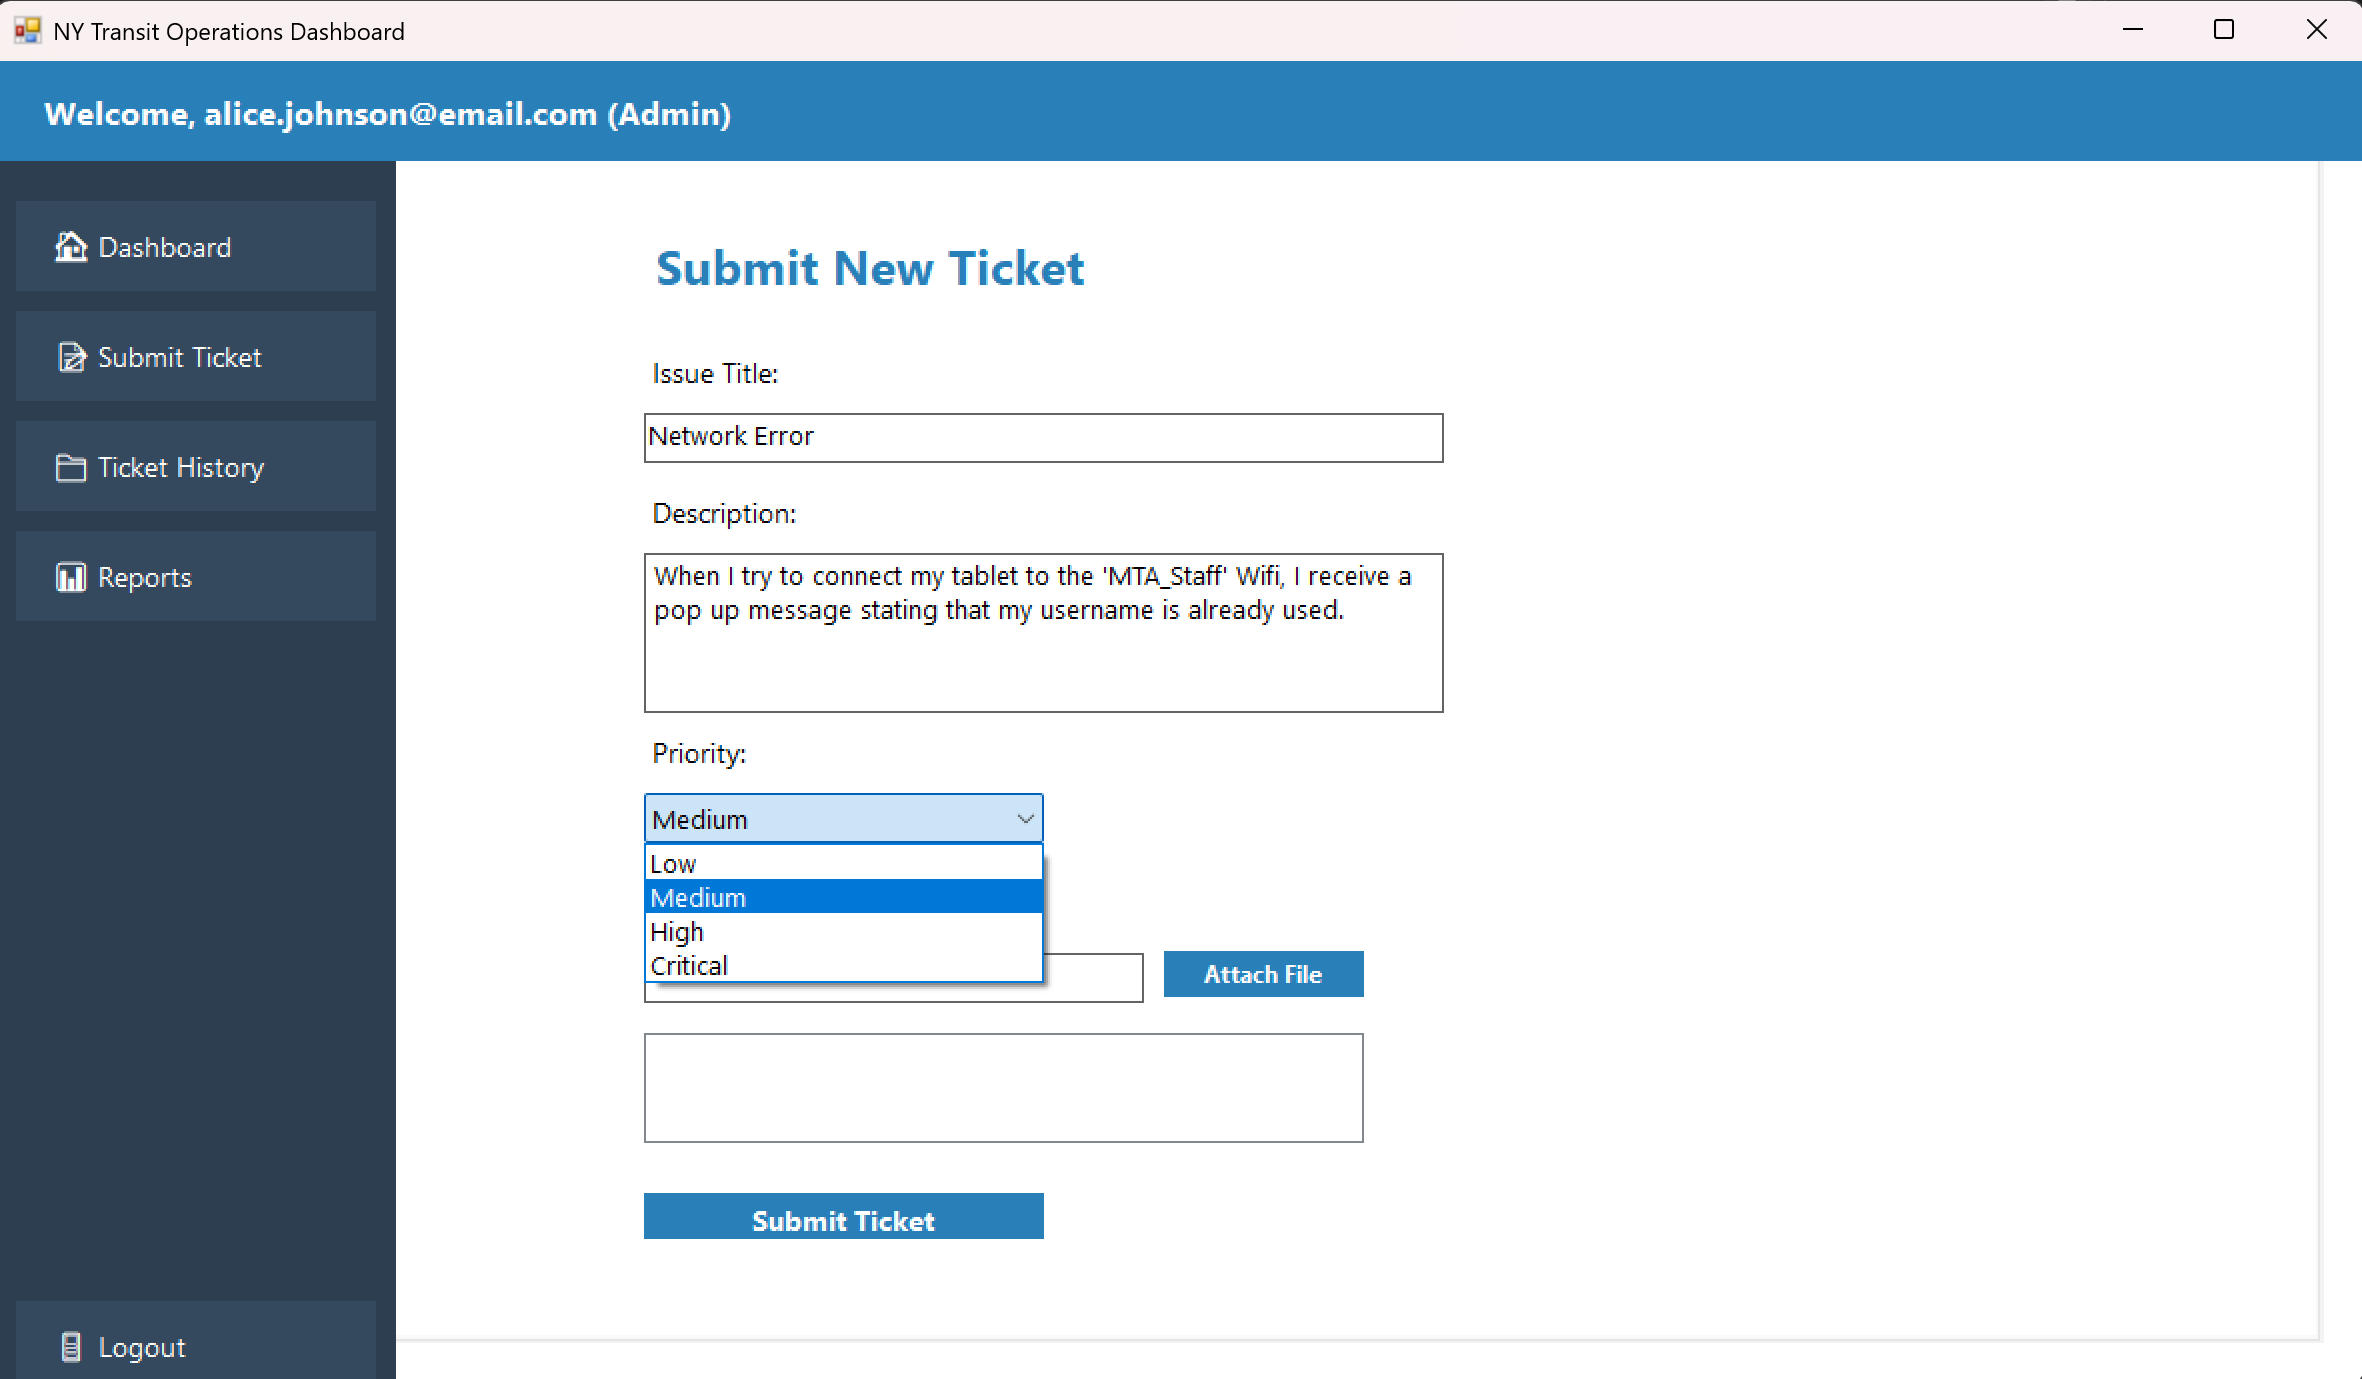 NY Transit Operations Dashboard
Welcome, alice.johnson@email.com (Admin)
Dashboard
Submit Ticket
Ticket History
Reports
Logout
Submit New Ticket
Issue Title:
Network Error
Description:
When I try to connect my tablet to the 'MTA_Staff' Wifi, I receive a
pop up message stating that my username is already used.
Priority:
Medium
Low
Medium
High
Critical
Attach File
Submit Ticket